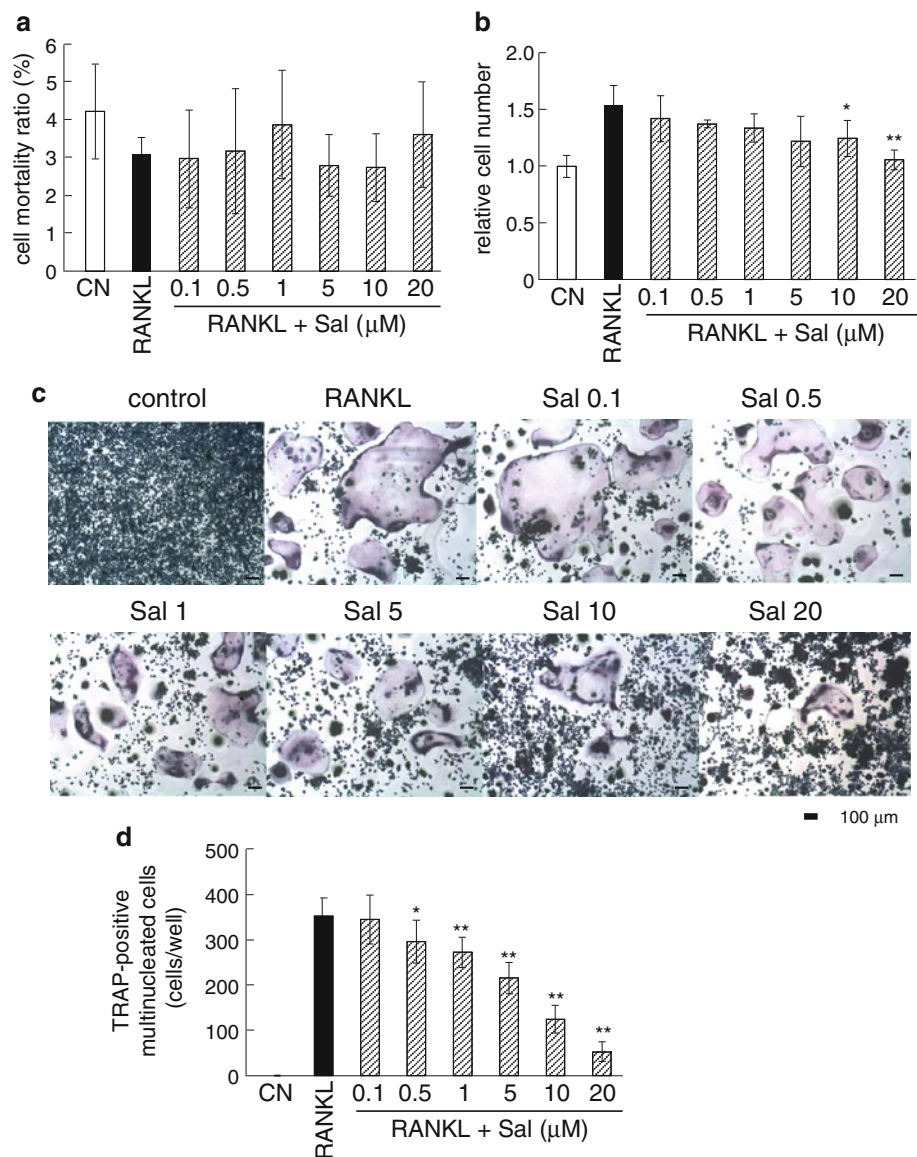 a
cell mortality ratio (%)
6
5
4
3
2
1
0
CN
RANKL
0.1 0.5 1 5 10 20
RANKL + Sal (μM)
b
relative cell number
2.0
1.5
1.0
0.5
0
*
**
CN
RANKL
0.1 0.5 1 5 10 20
RANKL + Sal (μM)
c
control RANKL Sal 0.1 Sal 0.5
Sal 1 Sal 5 Sal 10 Sal 20
100 μm
d
TRAP-positive
multinucleated cells
(cells/well)
500
400
300
200
100
0
*
**
**
**
**
CN
RANKL
0.1 0.5 1 5 10 20
RANKL + Sal (μM)